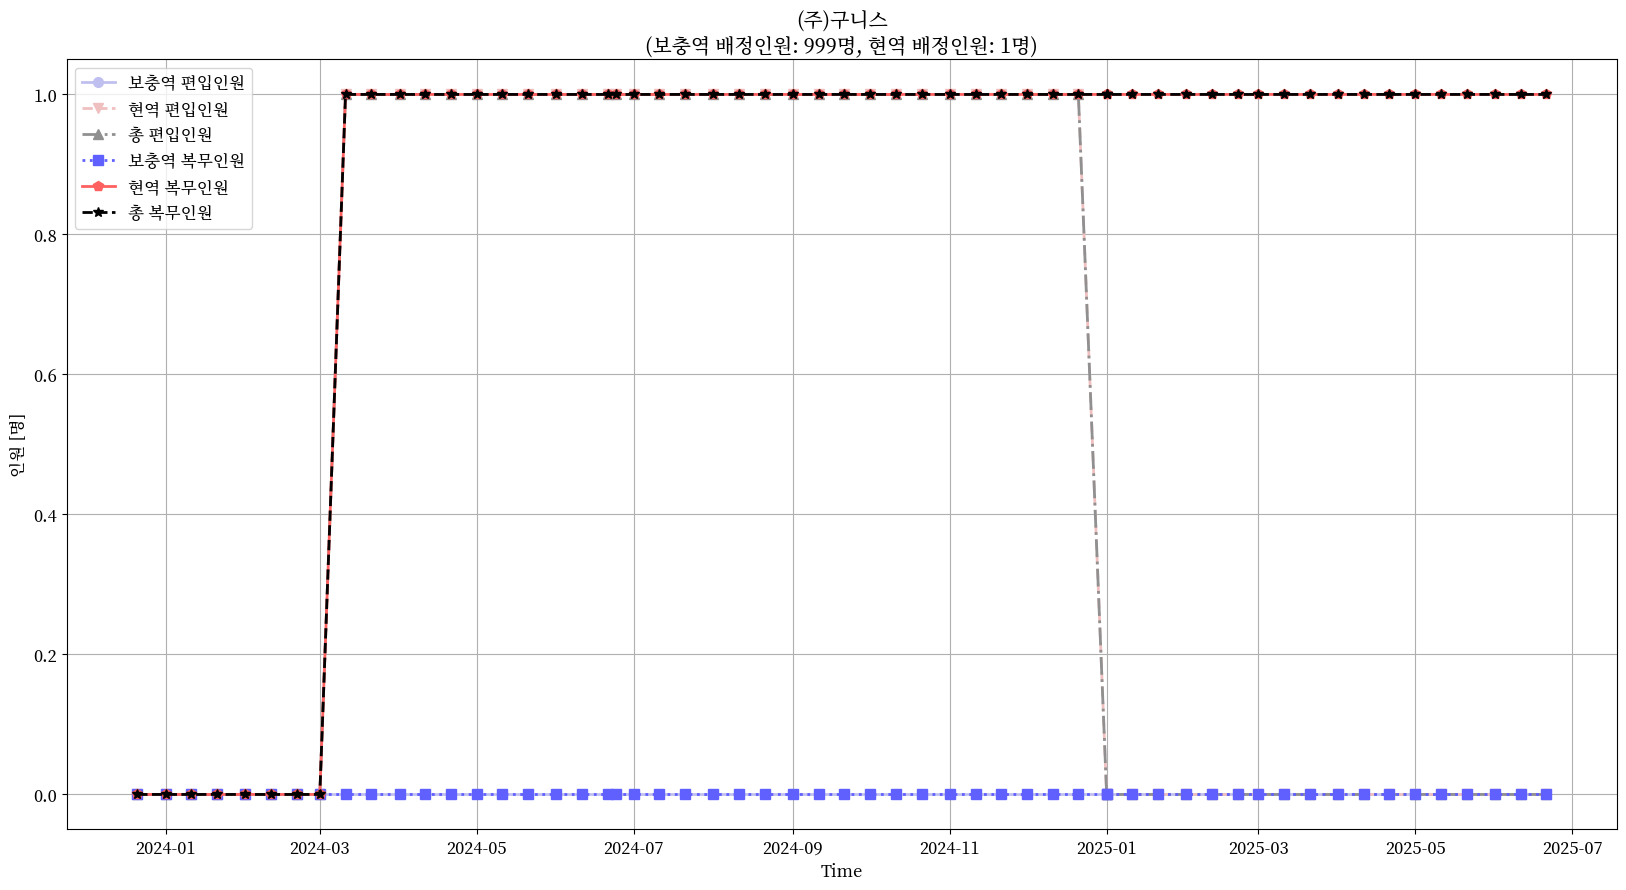 (주)구니스
(보충역 배정인원: 999명, 현역 배정인원: 1명)
보충역 편입인원
현역 편입인원
총 편입인원
보충역 복무인원
현역 복무인원
총 복무인원
1.0
0.8
0.6
0.4
0.2
0.0
인원 [명]
2024-01
2024-03
2024-05
2024-07
2024-09
2024-11
2025-01
2025-03
2025-05
2025-07
Time